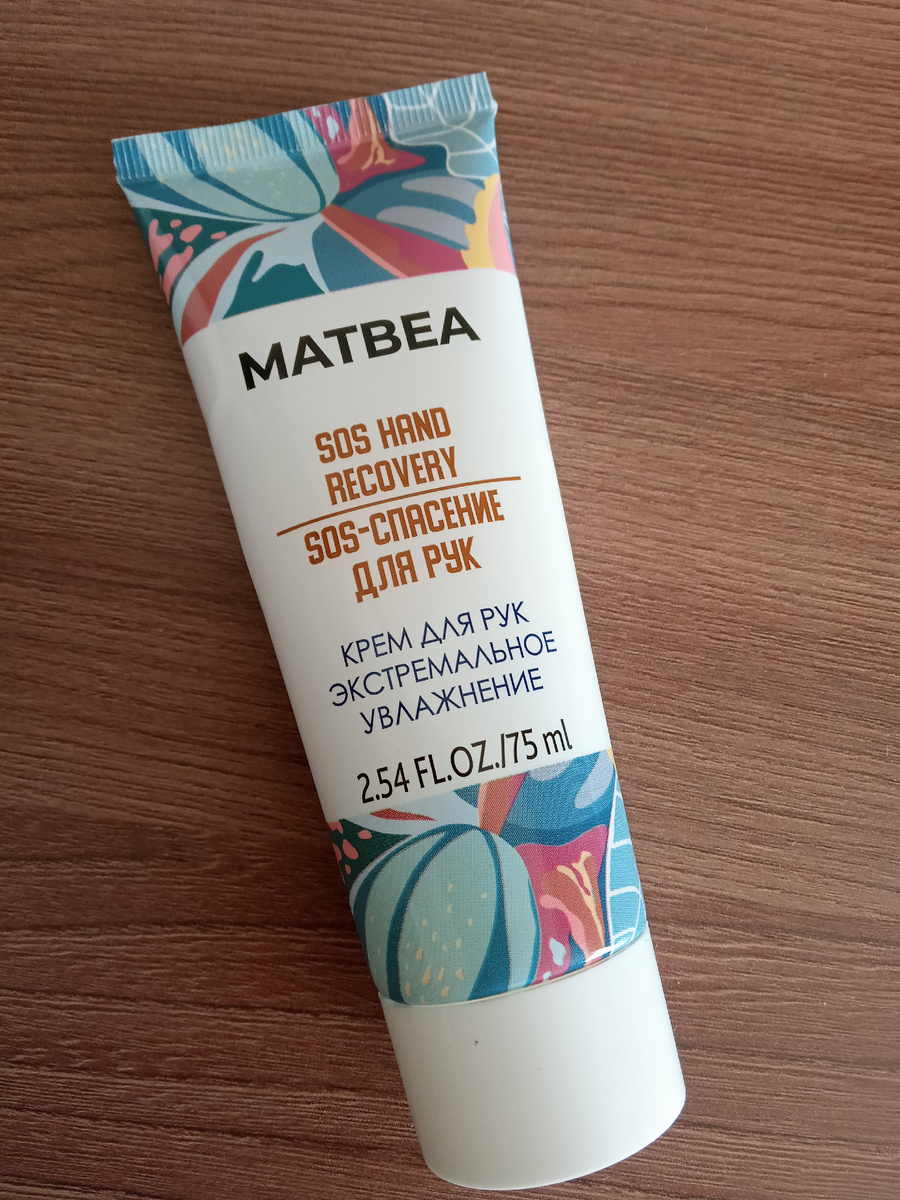 MATBEA
SOS HAND
RECOVERY
SOS-СПАСЕНИЕ
ДЛЯ РУК
КРЕМ ДЛЯ РУК
ЭКСТРЕМАЛЬНОЕ
УВЛАЖНЕНИЕ
2.54 FL.OZ./75 ml